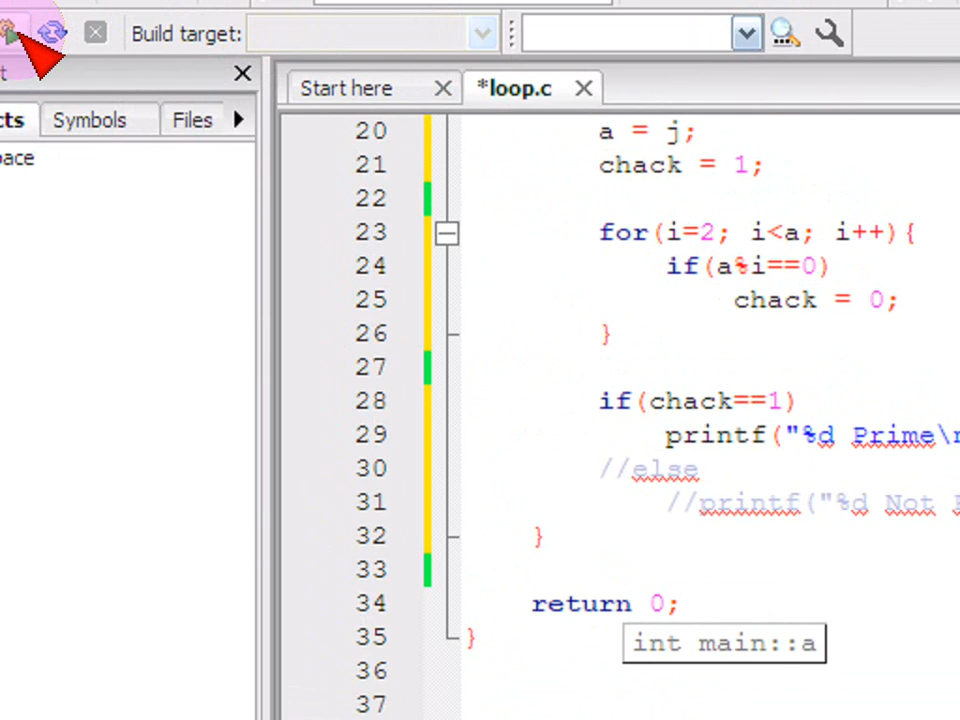 Build target:
t
Start here
*loop.c
cts
Symbols
Files
pace
20 a = j;
21 chack = 1;
22
23 for(i=2; i<a; i++){
24 if(a%i==0)
25 chack = 0;
26 }
27
28 if(chack==1)
29 printf("%d Prime\n
30 //else
31 //printf("%d Not
32 }
33
34 return 0;
35 }
int main::a
36
37